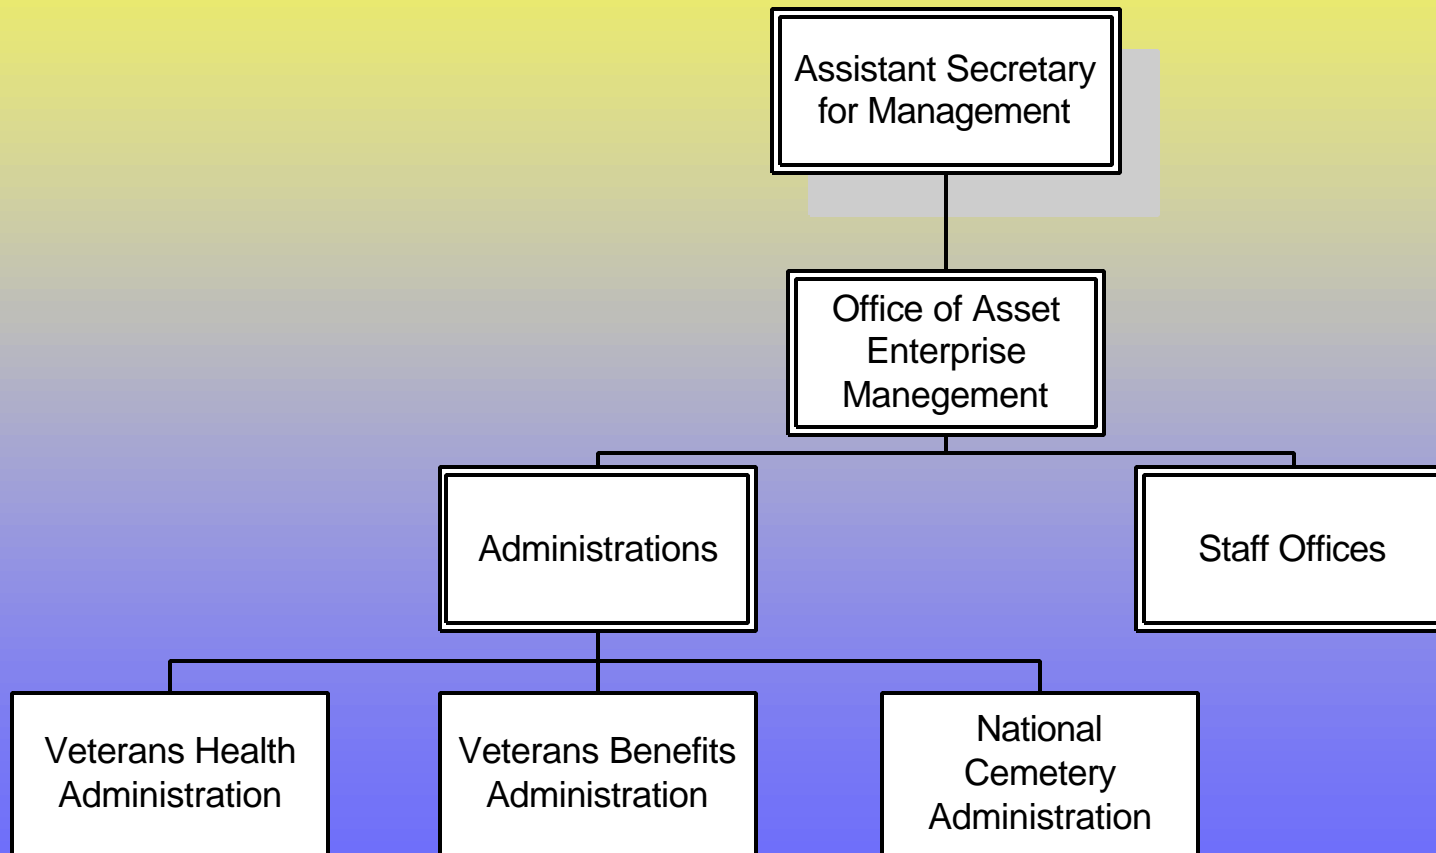 Assistant Secretary
for Management
Office of Asset
Enterprise
Manegement
Administrations
Staff Offices
Veterans Health
Administration
Veterans Benefits
Administration
National
Cemetery
Administration